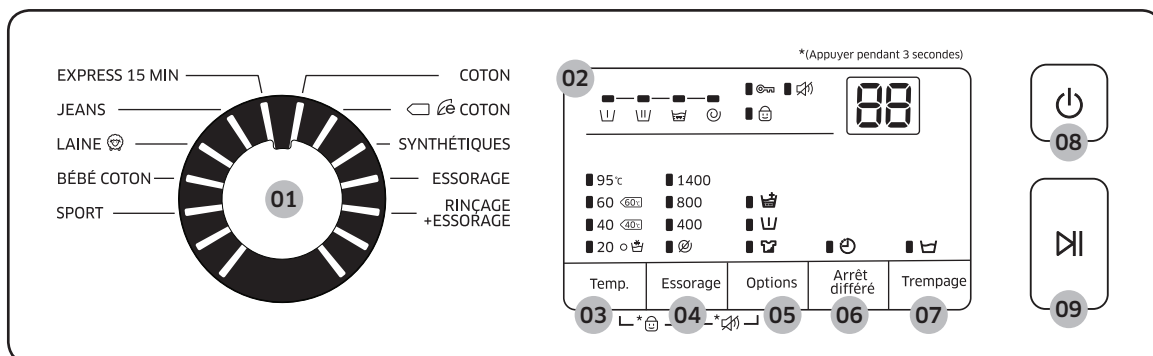 *(Appuyer pendant 3 secondes)
EXPRESS 15 MIN
JEANS
LAINE
BÉBÉ COTON
SPORT
COTON
COTON
SYNTHÉTIQUES
ESSORAGE
RINÇAGE
+ESSORAGE
01
02
88
95°c 1400
60 60°c 800
40 40°c 400
20
Temp.
Essorage
Options
Arrêt
différé
Trempage
03
04
05
06
07
* *
08
09